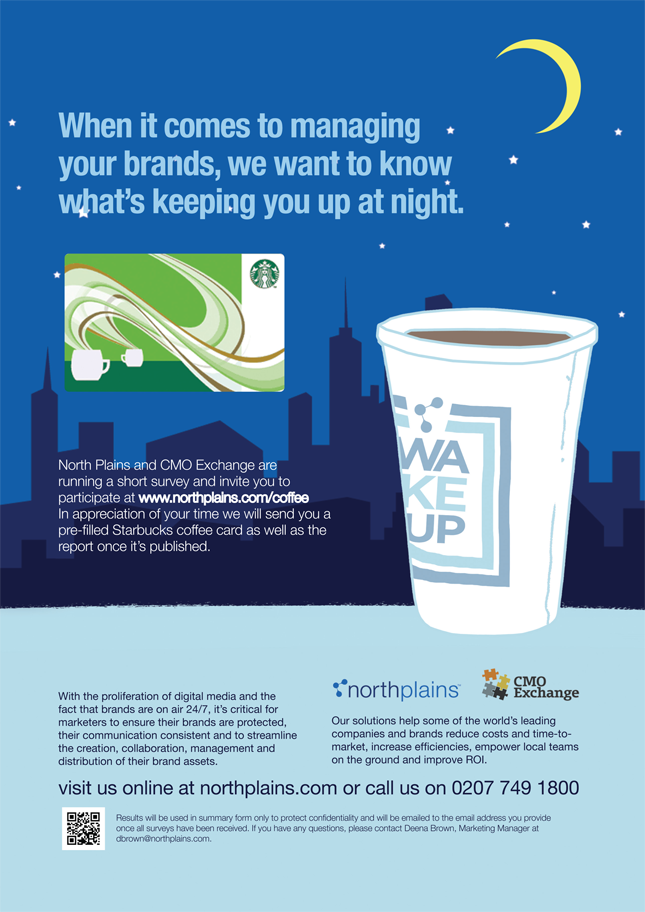 When it comes to managing
your brands, we want to know
what's keeping you up at night.
WA
KE
UP
North Plains and CMO Exchange are
running a short survey and invite you to
participate at www.northplains.com/coffee
In appreciation of your time we will send you a
pre-filled Starbucks coffee card as well as the
report once it's published.
With the proliferation of digital media and the
fact that brands are on air 24/7, it's critical for
marketers to ensure their brands are protected,
their communication consistent and to streamline
the creation, collaboration, management and
distribution of their brand assets.
northplains™
CMO
Exchange
Our solutions help some of the world's leading
companies and brands reduce costs and time-to-
market, increase efficiencies, empower local teams
on the ground and improve ROI.
visit us online at northplains.com or call us on 0207 749 1800
Results will be used in summary form only to protect confidentiality and will be emailed to the email address you provide
once all surveys have been received. If you have any questions, please contact Deena Brown, Marketing Manager at
dbrown@northplains.com.